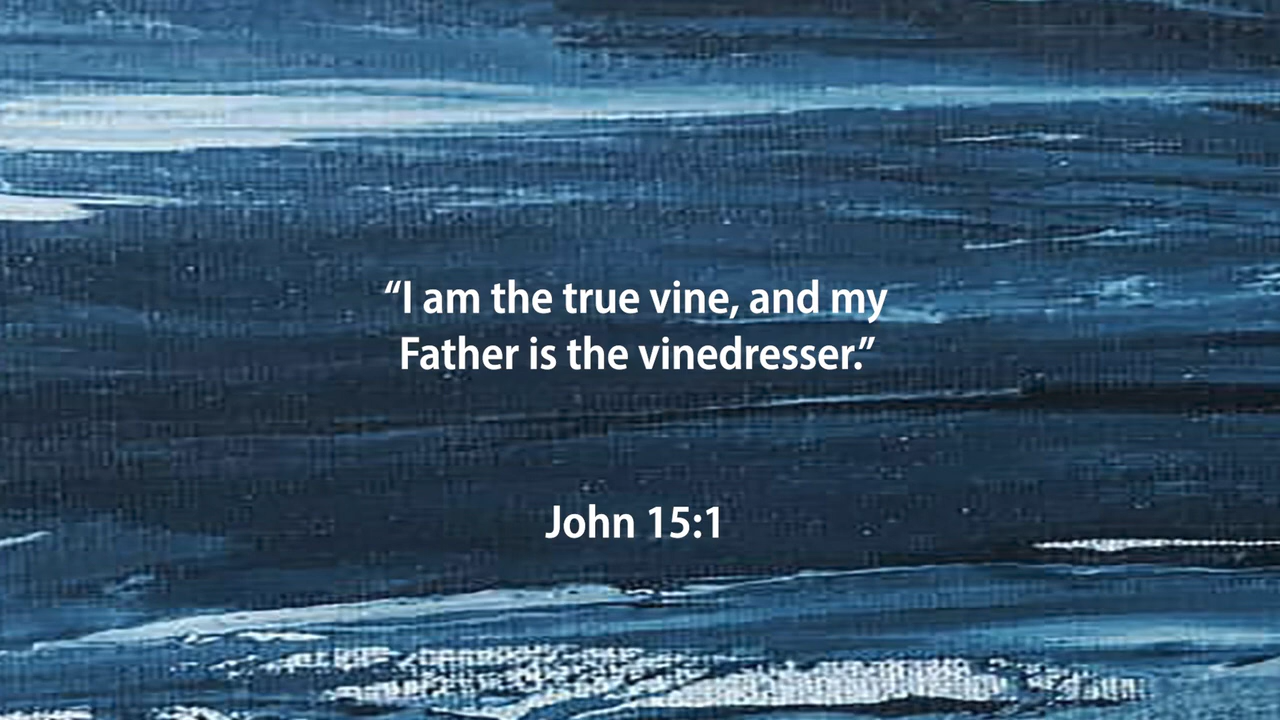 “I am the true vine, and my
Father is the vinedresser.”
John 15:1